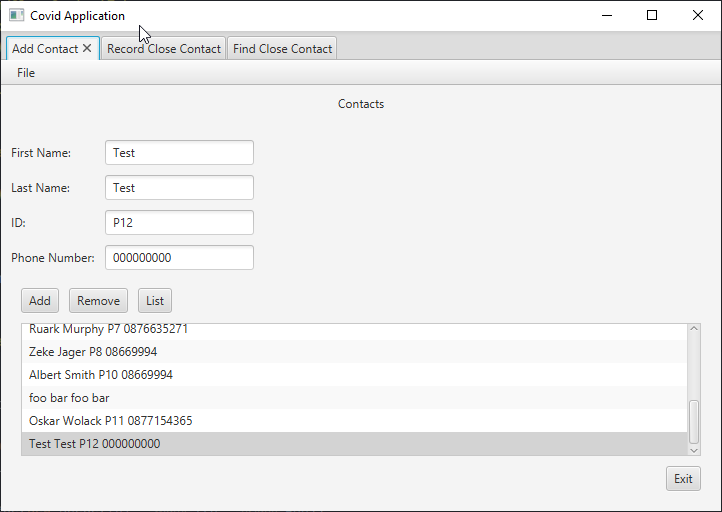 Covid Application
Add Contact Record Close Contact Find Close Contact
File
Contacts
First Name: Test
Last Name: Test
ID: P12
Phone Number: 000000000
Add Remove List
Ruark Murphy P7 0876635271
Zeke Jager P8 08669994
Albert Smith P10 08669994
foo bar foo bar
Oskar Wolack P11 0877154365
Test Test P12 000000000
Exit